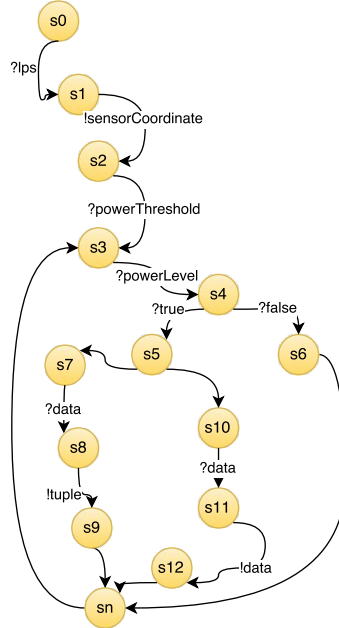 s0
?lps
s1
!sensorCoordinate
s2
?powerThreshold
s3
?powerLevel
s4
?true
?false
s5
s6
s7
?data
s10
s8
?data
!tuple
s11
s9
s12
!data
sn